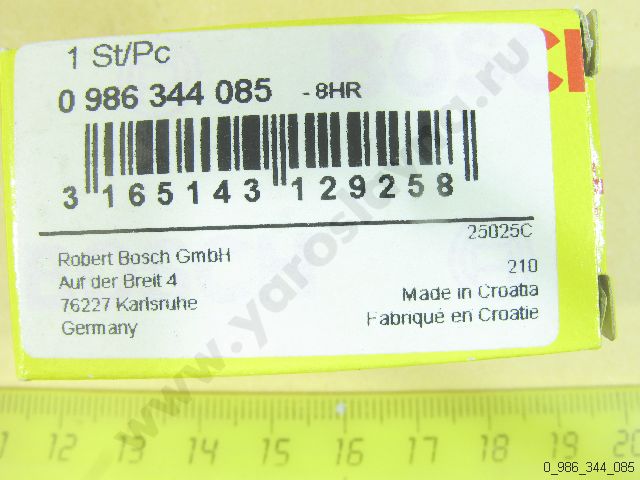 1 St/Pc
0 986 344 085 - 8HR
3 165143 129258
25025C
Robert Bosch GmbH
Auf der Breit 4
76227 Karlsruhe
Germany
210
Made in Croatia
Fabriqué en Croatie
www.yaroslavna.ru
11 12 13 14 15 16 17 18 19 20
0_986_344_085